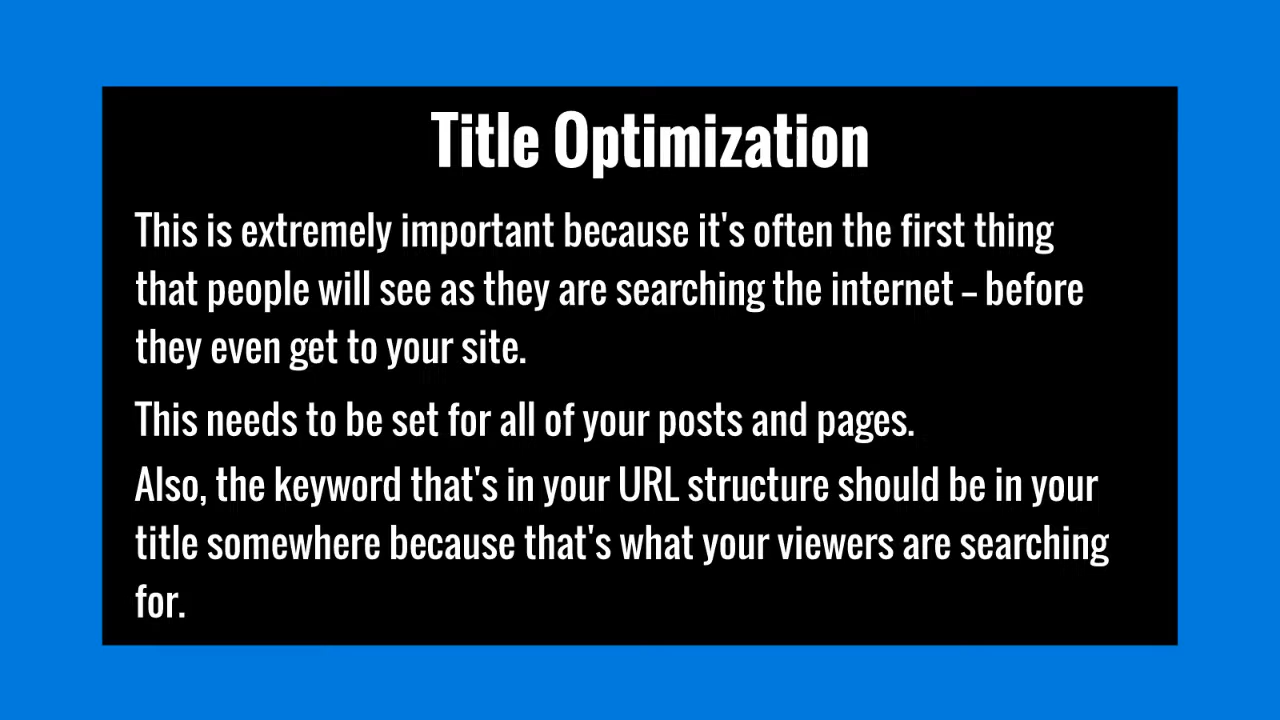 Title Optimization
This is extremely important because it's often the first thing
that people will see as they are searching the internet – before
they even get to your site.
This needs to be set for all of your posts and pages.
Also, the keyword that's in your URL structure should be in your
title somewhere because that's what your viewers are searching
for.